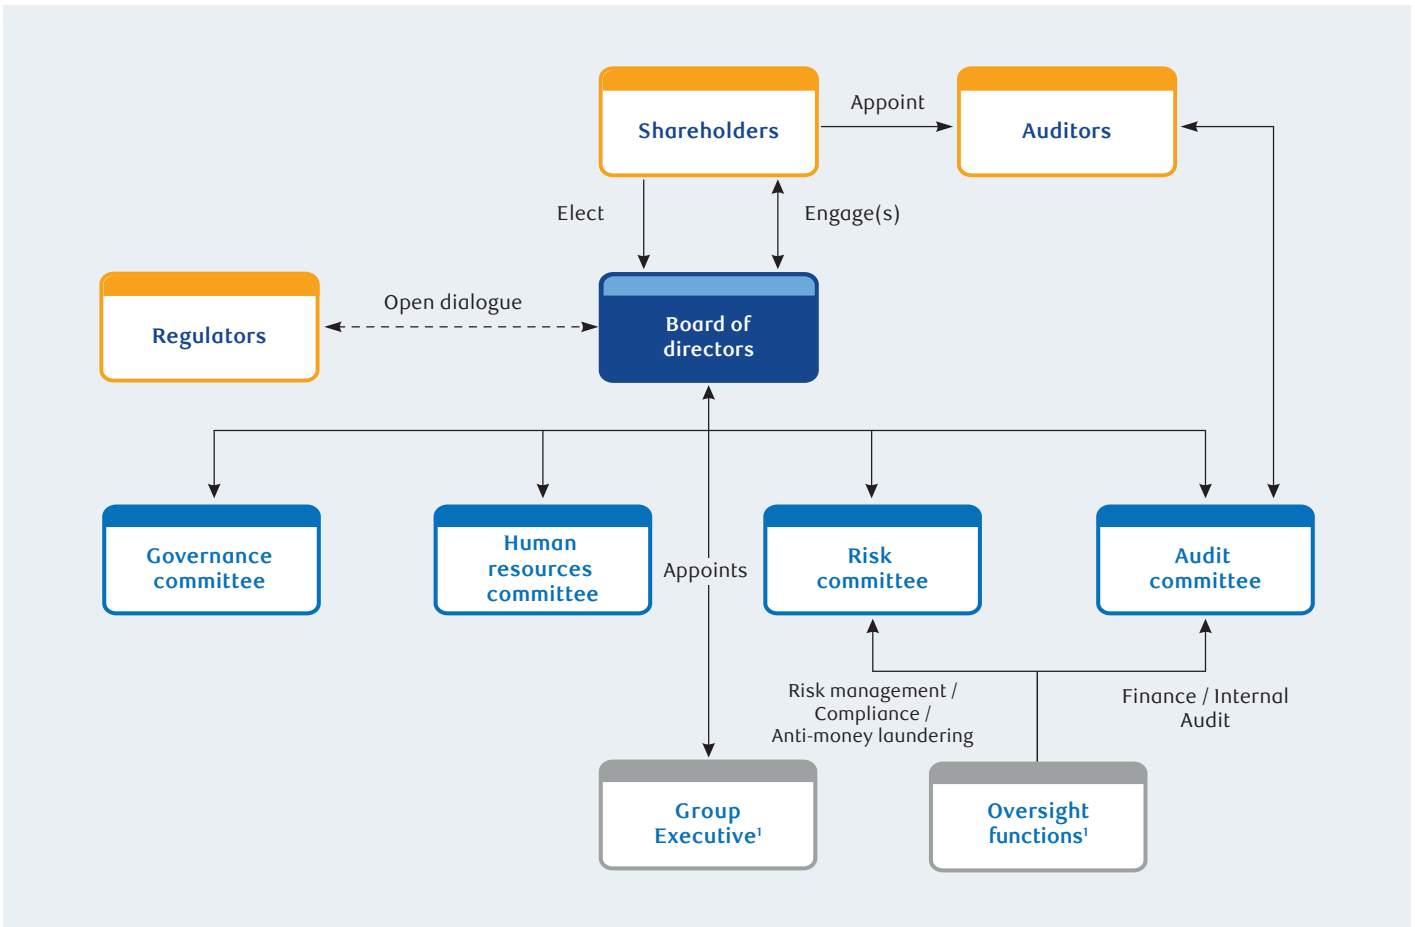 Shareholders
Appoint
Auditors
Elect
Engage(s)
Regulators
Open dialogue
Board of
directors
Governance
committee
Human
resources
committee
Appoints
Risk
committee
Audit
committee
Risk management /
Compliance /
Anti-money laundering
Finance / Internal
Audit
Group
Executive¹
Oversight
functions¹